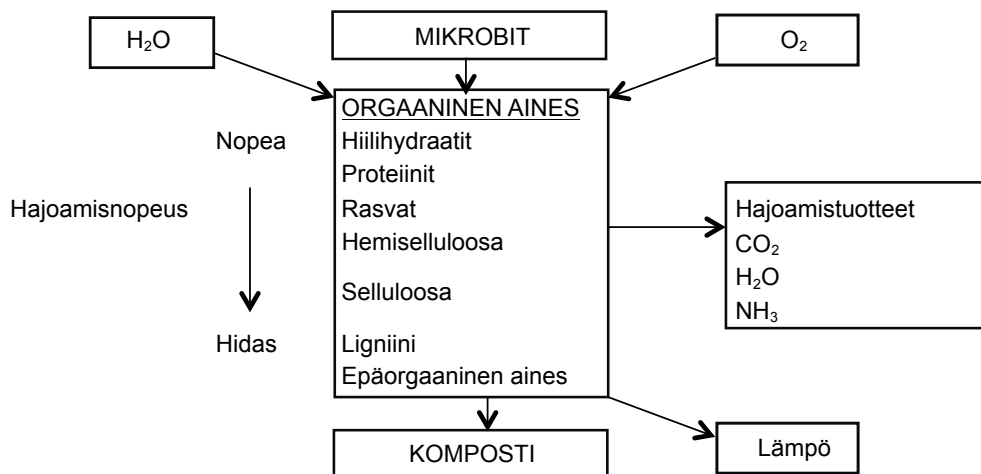 H₂O
MIKROBIT
O₂
ORGAANINEN AINES
Nopea
Hiilihydraatit
Proteiinit
Hajoamisnopeus
Rasvat
Hemiselluloosa
Selluloosa
Hidas
Ligniini
Epäorgaaninen aines
Hajoamistuotteet
CO₂
H₂O
NH₃
KOMPOSTI
Lämpö